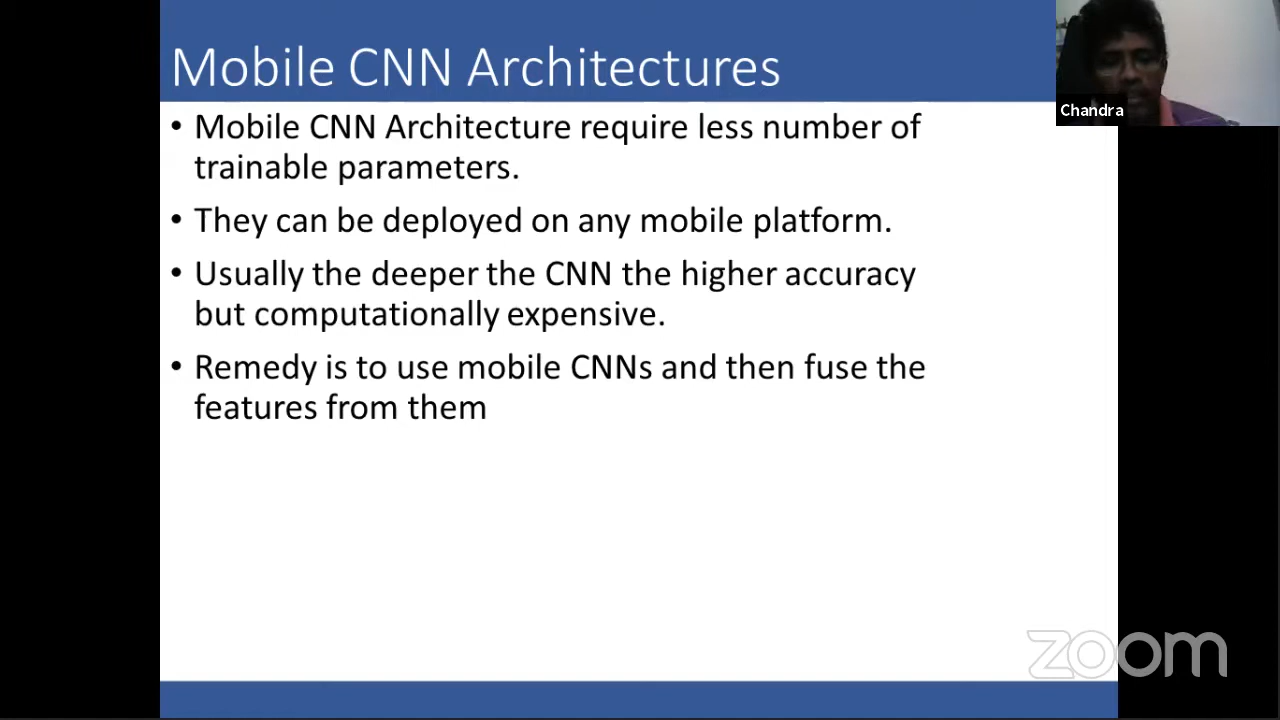 Mobile CNN Architectures
Chandra
• Mobile CNN Architecture require less number of
trainable parameters.
• They can be deployed on any mobile platform.
• Usually the deeper the CNN the higher accuracy
but computationally expensive.
• Remedy is to use mobile CNNs and then fuse the
features from them
zoom